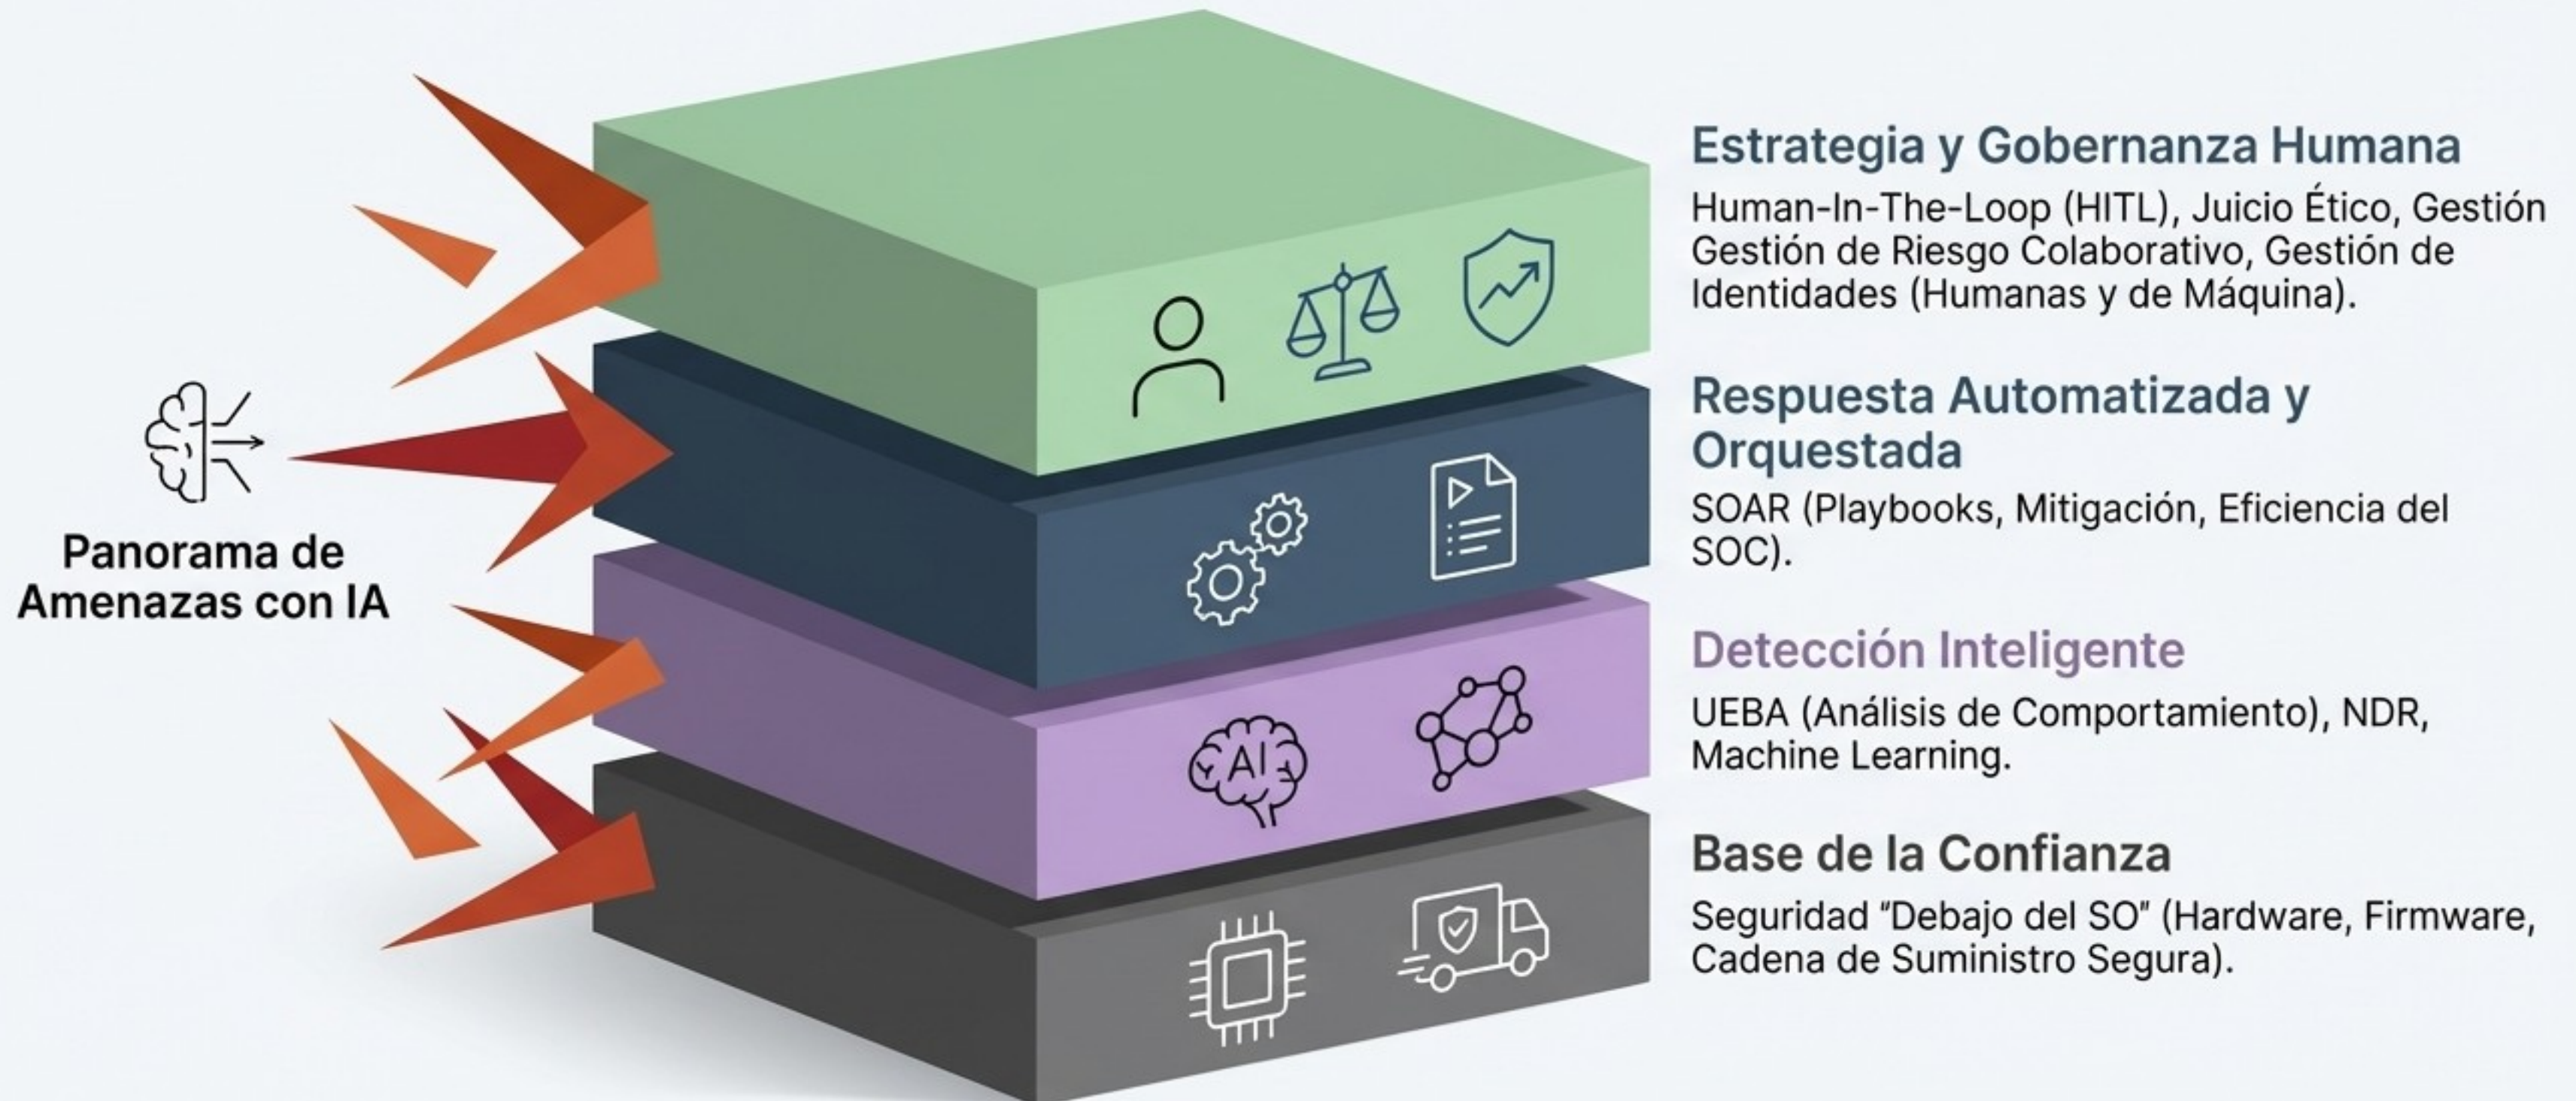 Panorama de
Amenazas con IA
Estrategia y Gobernanza Humana
Human-In-The-Loop (HITL), Juicio Ético, Gestión
Gestión de Riesgo Colaborativo, Gestión de
Identidades (Humanas y de Máquina).
Respuesta Automatizada y
Orquestada
SOAR (Playbooks, Mitigación, Eficiencia del
SOC).
Detección Inteligente
UEBA (Análisis de Comportamiento), NDR,
Machine Learning.
AI
Base de la Confianza
Seguridad "Debajo del SO" (Hardware, Firmware,
Cadena de Suministro Segura).